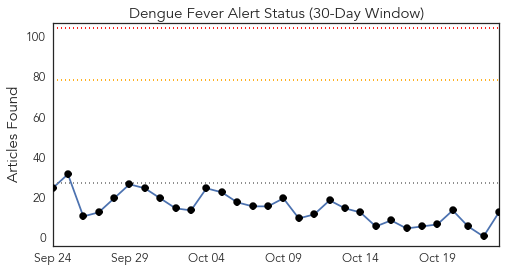 Dengue Fever Alert Status (30-Day Window)
100
80
60
40
20
0
Articles Found
Sep 24 Sep 29 Oct 04 Oct 09 Oct 14 Oct 19